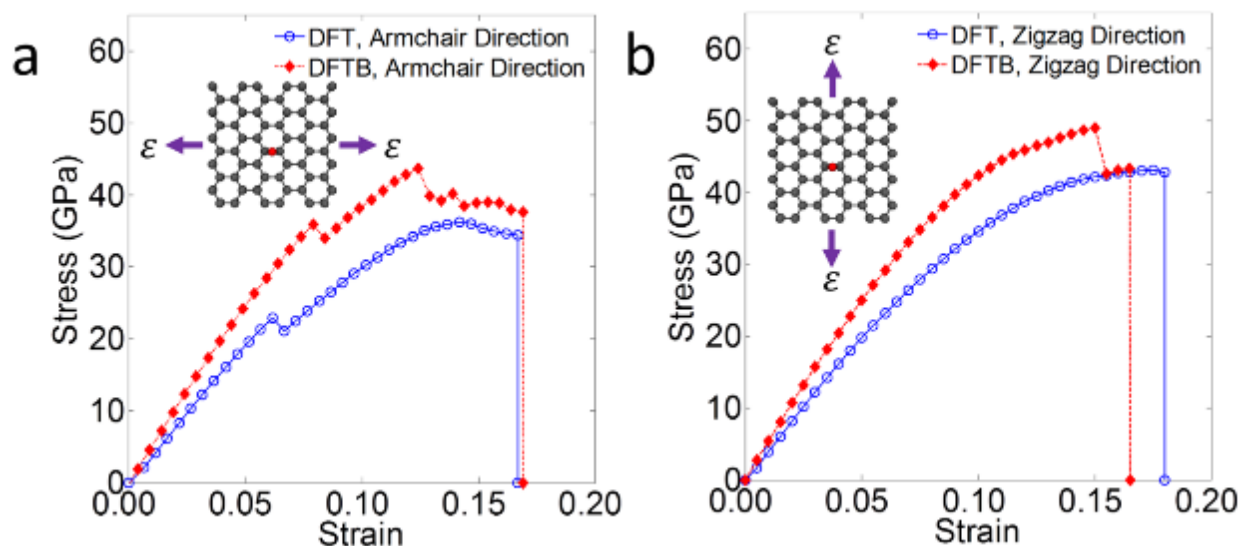 a
DFT, Armchair Direction
DFTB, Armchair Direction
ε
ε
Stress (GPa)
60
50
40
30
20
10
0
0.00
0.05
0.10
0.15
0.20
Strain
b
DFT, Zigzag Direction
DFTB, Zigzag Direction
ε
ε
Stress (GPa)
60
50
40
30
20
10
0
0.00
0.05
0.10
0.15
0.20
Strain